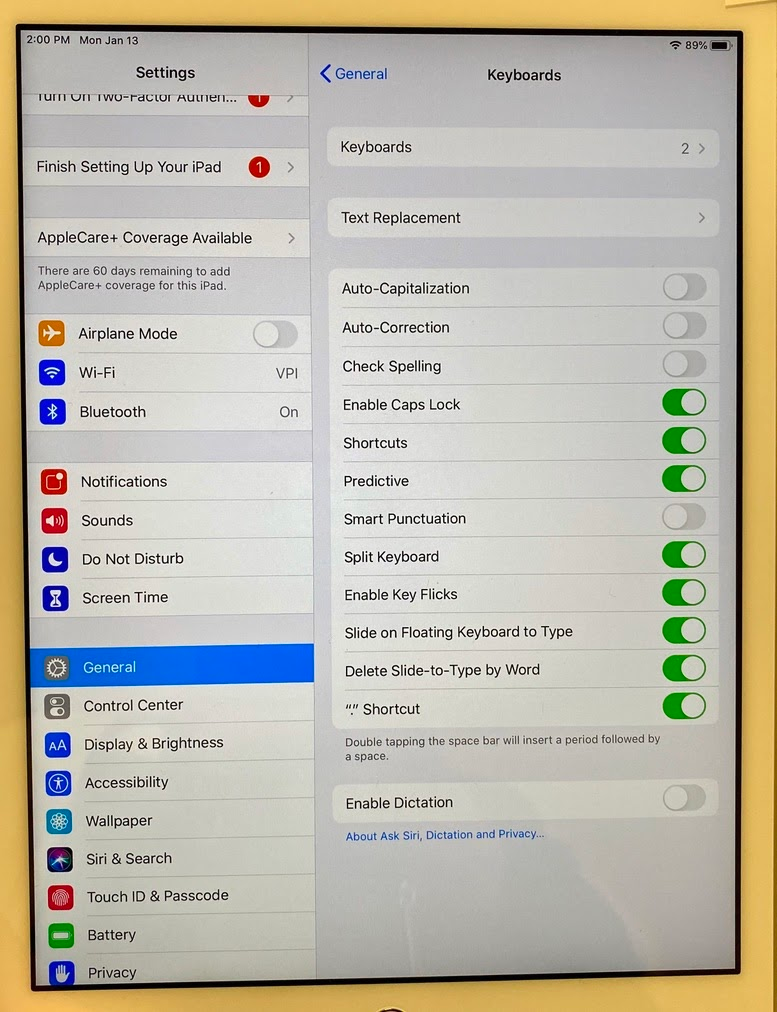 2:00 PM Mon Jan 13
89%
Settings
Turn On Two-Factor Authen... 1
Finish Setting Up Your iPad 1
AppleCare+ Coverage Available
There are 60 days remaining to add
AppleCare+ coverage for this iPad.
Airplane Mode
Wi-Fi VPI
Bluetooth On
Notifications
Sounds
Do Not Disturb
Screen Time
General
Control Center
AA Display & Brightness
Accessibility
Wallpaper
Siri & Search
Touch ID & Passcode
Battery
Privacy
General
Keyboards
Keyboards 2
Text Replacement
Auto-Capitalization
Auto-Correction
Check Spelling
Enable Caps Lock
Shortcuts
Predictive
Smart Punctuation
Split Keyboard
Enable Key Flicks
Slide on Floating Keyboard to Type
Delete Slide-to-Type by Word
“.” Shortcut
Double tapping the space bar will insert a period followed by
a space.
Enable Dictation
About Ask Siri, Dictation and Privacy...